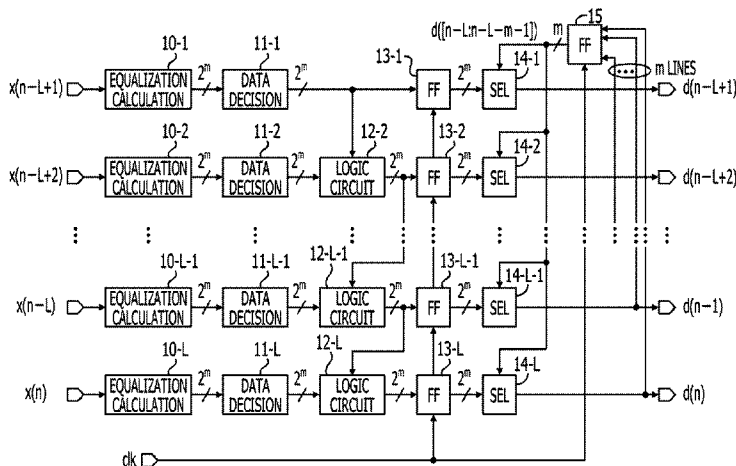 d([n-L:n-L-m-1]) m 15
FF
m LINES
10-1 11-1 13-1 14-1
x(n-L+1) EQUALIZATION CALCULATION 2^m DATA DECISION 2^m FF 2^m SEL d(n-L+1)
10-2 11-2 12-2 13-2 14-2
x(n-L+2) EQUALIZATION CALCULATION 2^m DATA DECISION 2^m LOGIC CIRCUIT 2^m FF 2^m SEL d(n-L+2)
10-L-1 11-L-1 12-L-1 13-L-1 14-L-1
x(n-L) EQUALIZATION CALCULATION 2^m DATA DECISION 2^m LOGIC CIRCUIT 2^m FF 2^m SEL d(n-1)
10-L 11-L 12-L 13-L 14-L
x(n) EQUALIZATION CALCULATION 2^m DATA DECISION 2^m LOGIC CIRCUIT 2^m FF 2^m SEL d(n)
clk